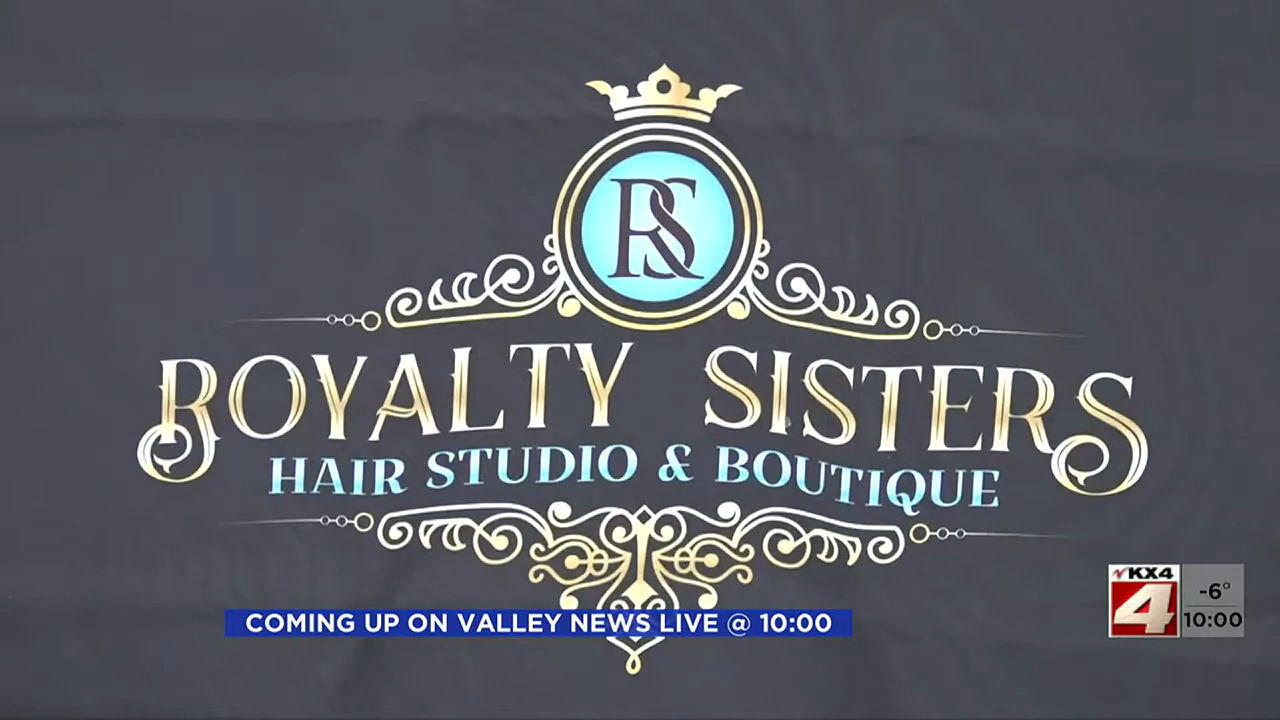 RS
ROYALTY SISTERS
HAIR STUDIO & BOUTIQUE
COMING UP ON VALLEY NEWS LIVE @ 10:00
KX4
4
-6°
10:00